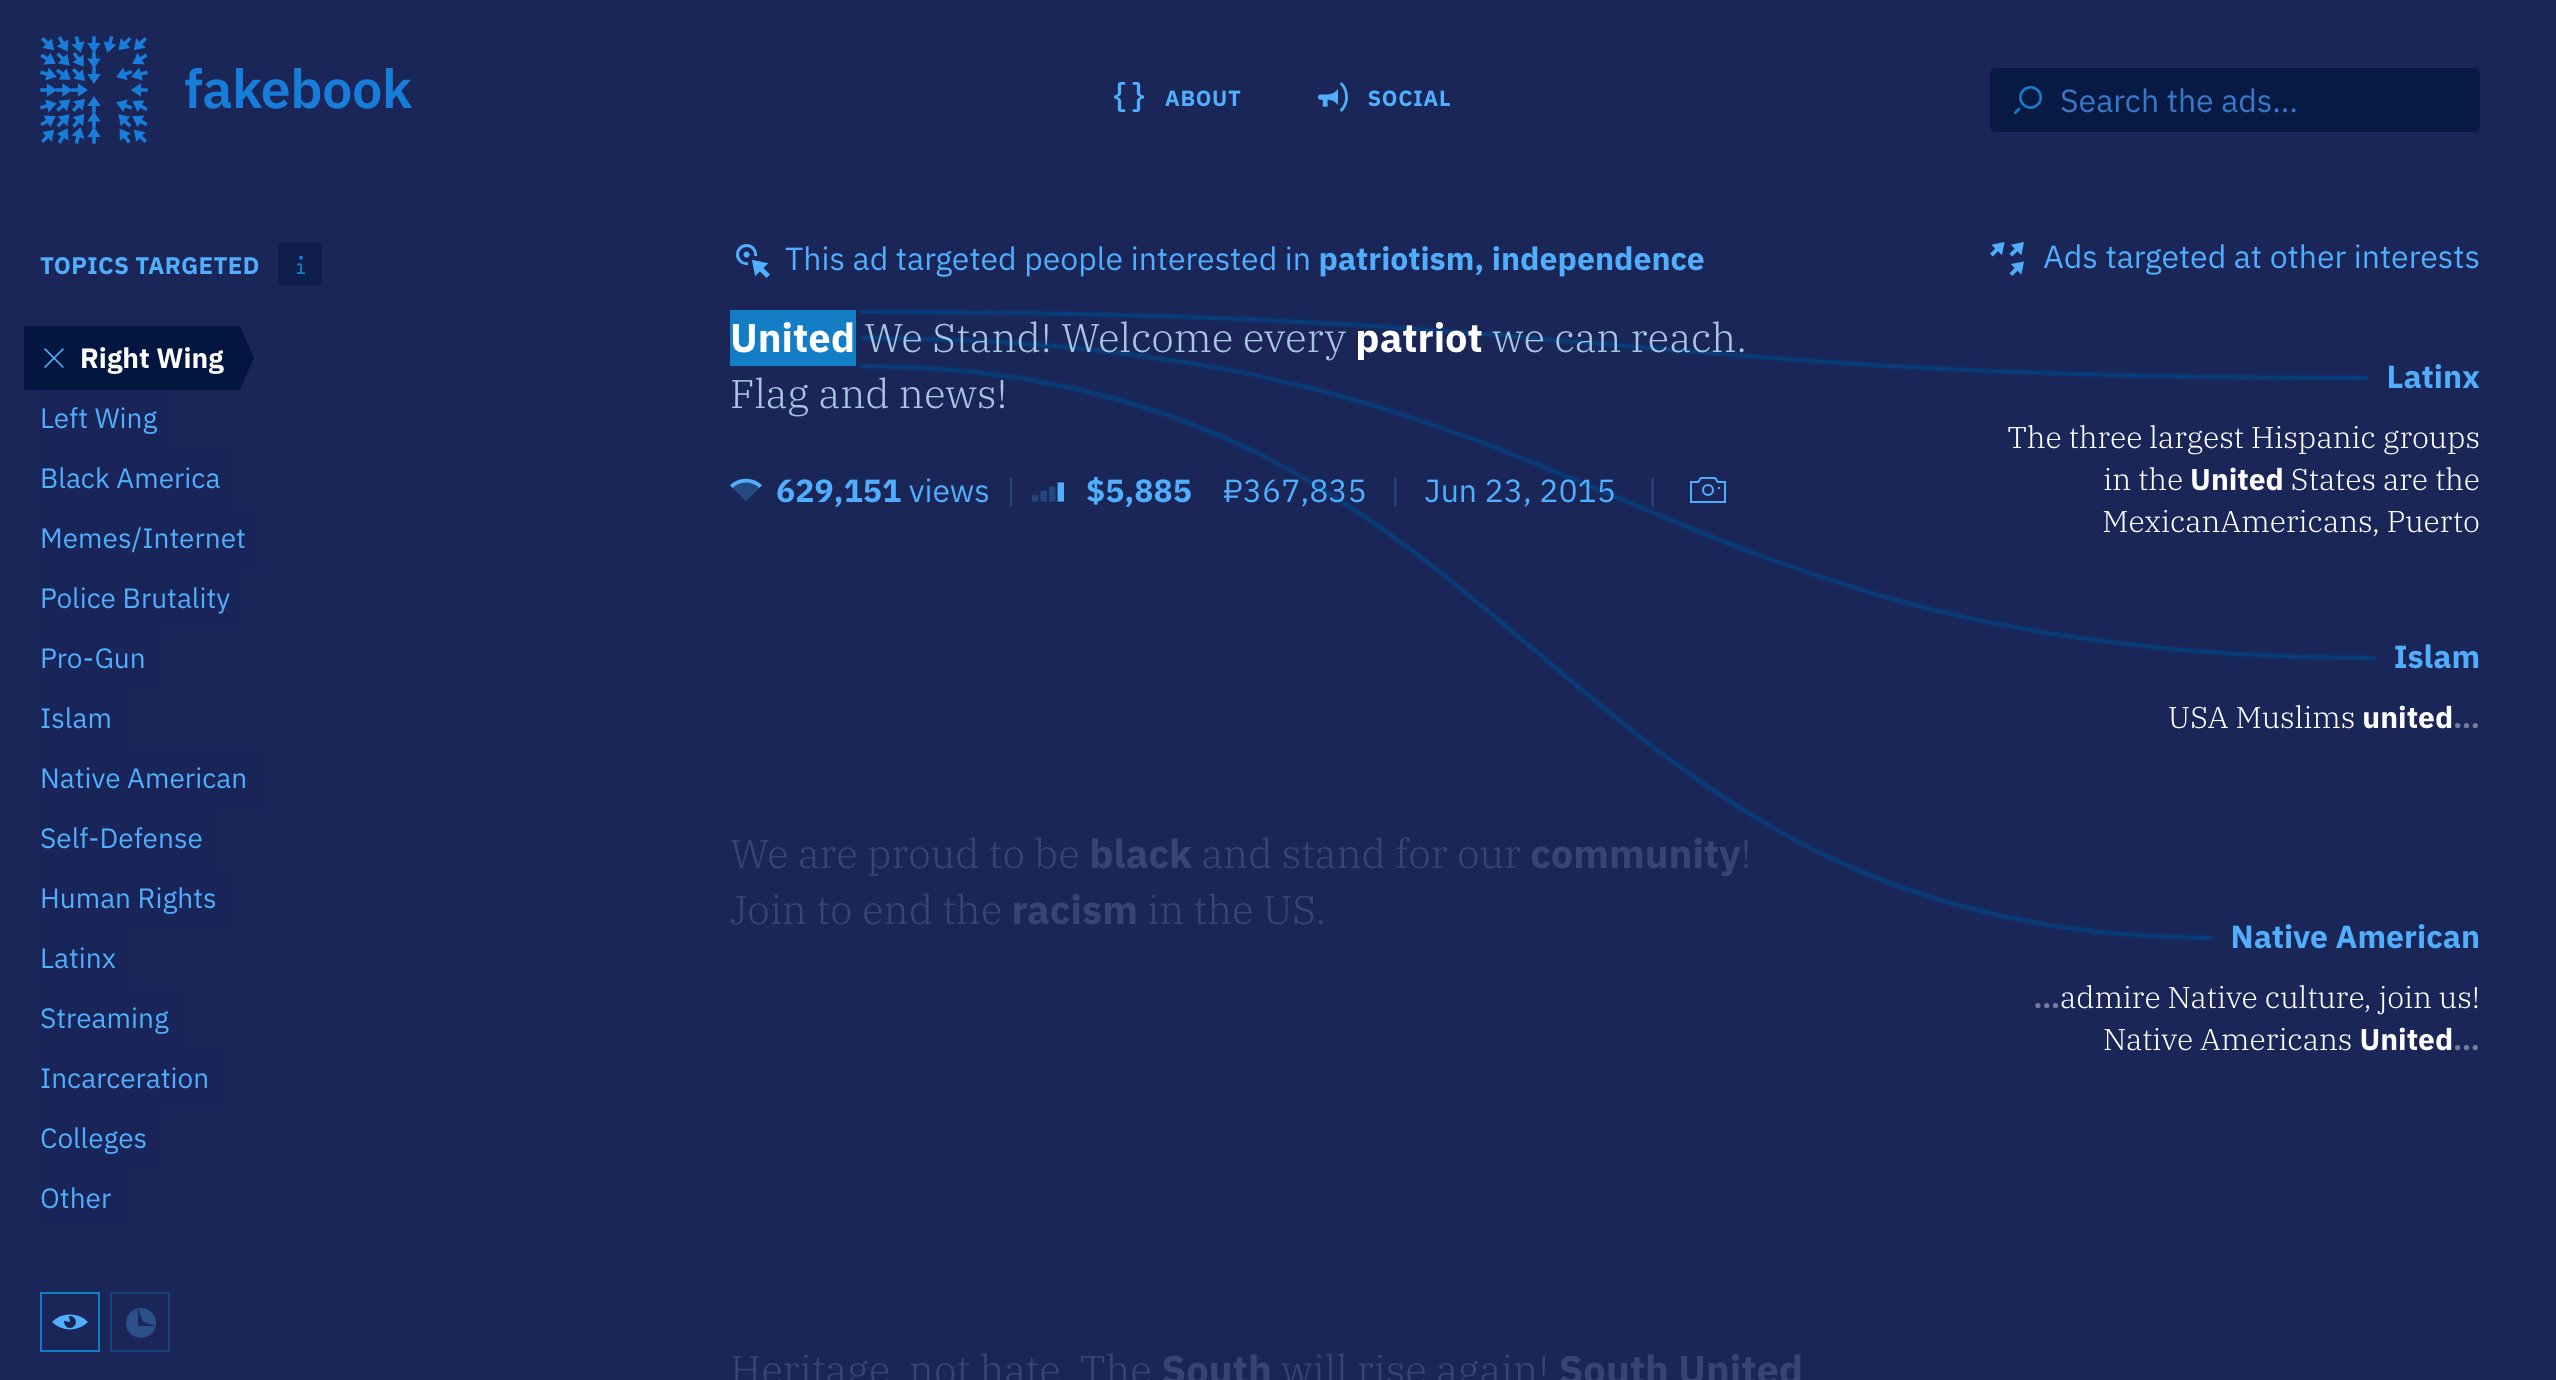 fakebook
{} ABOUT
SOCIAL
Search the ads...
TOPICS TARGETED i
Right Wing
Left Wing
Black America
Memes/Internet
Police Brutality
Pro-Gun
Islam
Native American
Self-Defense
Human Rights
Latinx
Streaming
Incarceration
Colleges
Other
This ad targeted people interested in patriotism, independence
United We Stand! Welcome every patriot we can reach.
Flag and news!
629,151 views | $5,885 ₽367,835 | Jun 23, 2015 |
We are proud to be black and stand for our community!
Join to end the racism in the US.
Heritage, not hate. The South will rise again! South United
Ads targeted at other interests
Latinx
The three largest Hispanic groups
in the United States are the
MexicanAmericans, Puerto
Islam
USA Muslims united...
Native American
...admire Native culture, join us!
Native Americans United...